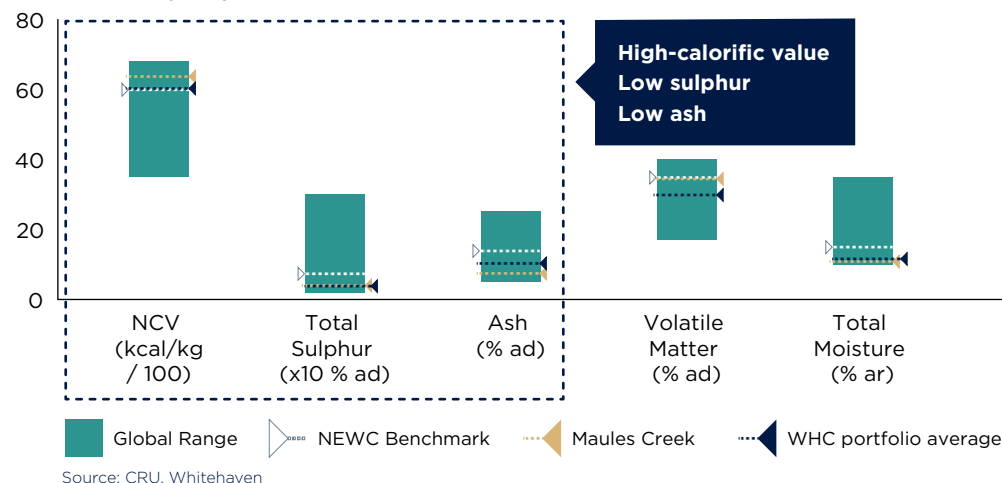 80
60
40
20
0
High-calorific value
Low sulphur
Low ash
NCV
(kcal/kg
/ 100)
Total
Sulphur
(x10 % ad)
Ash
(% ad)
Volatile
Matter
(% ad)
Total
Moisture
(% ar)
Global Range
NEWC Benchmark
Maules Creek
WHC portfolio average
Source: CRU, Whitehaven